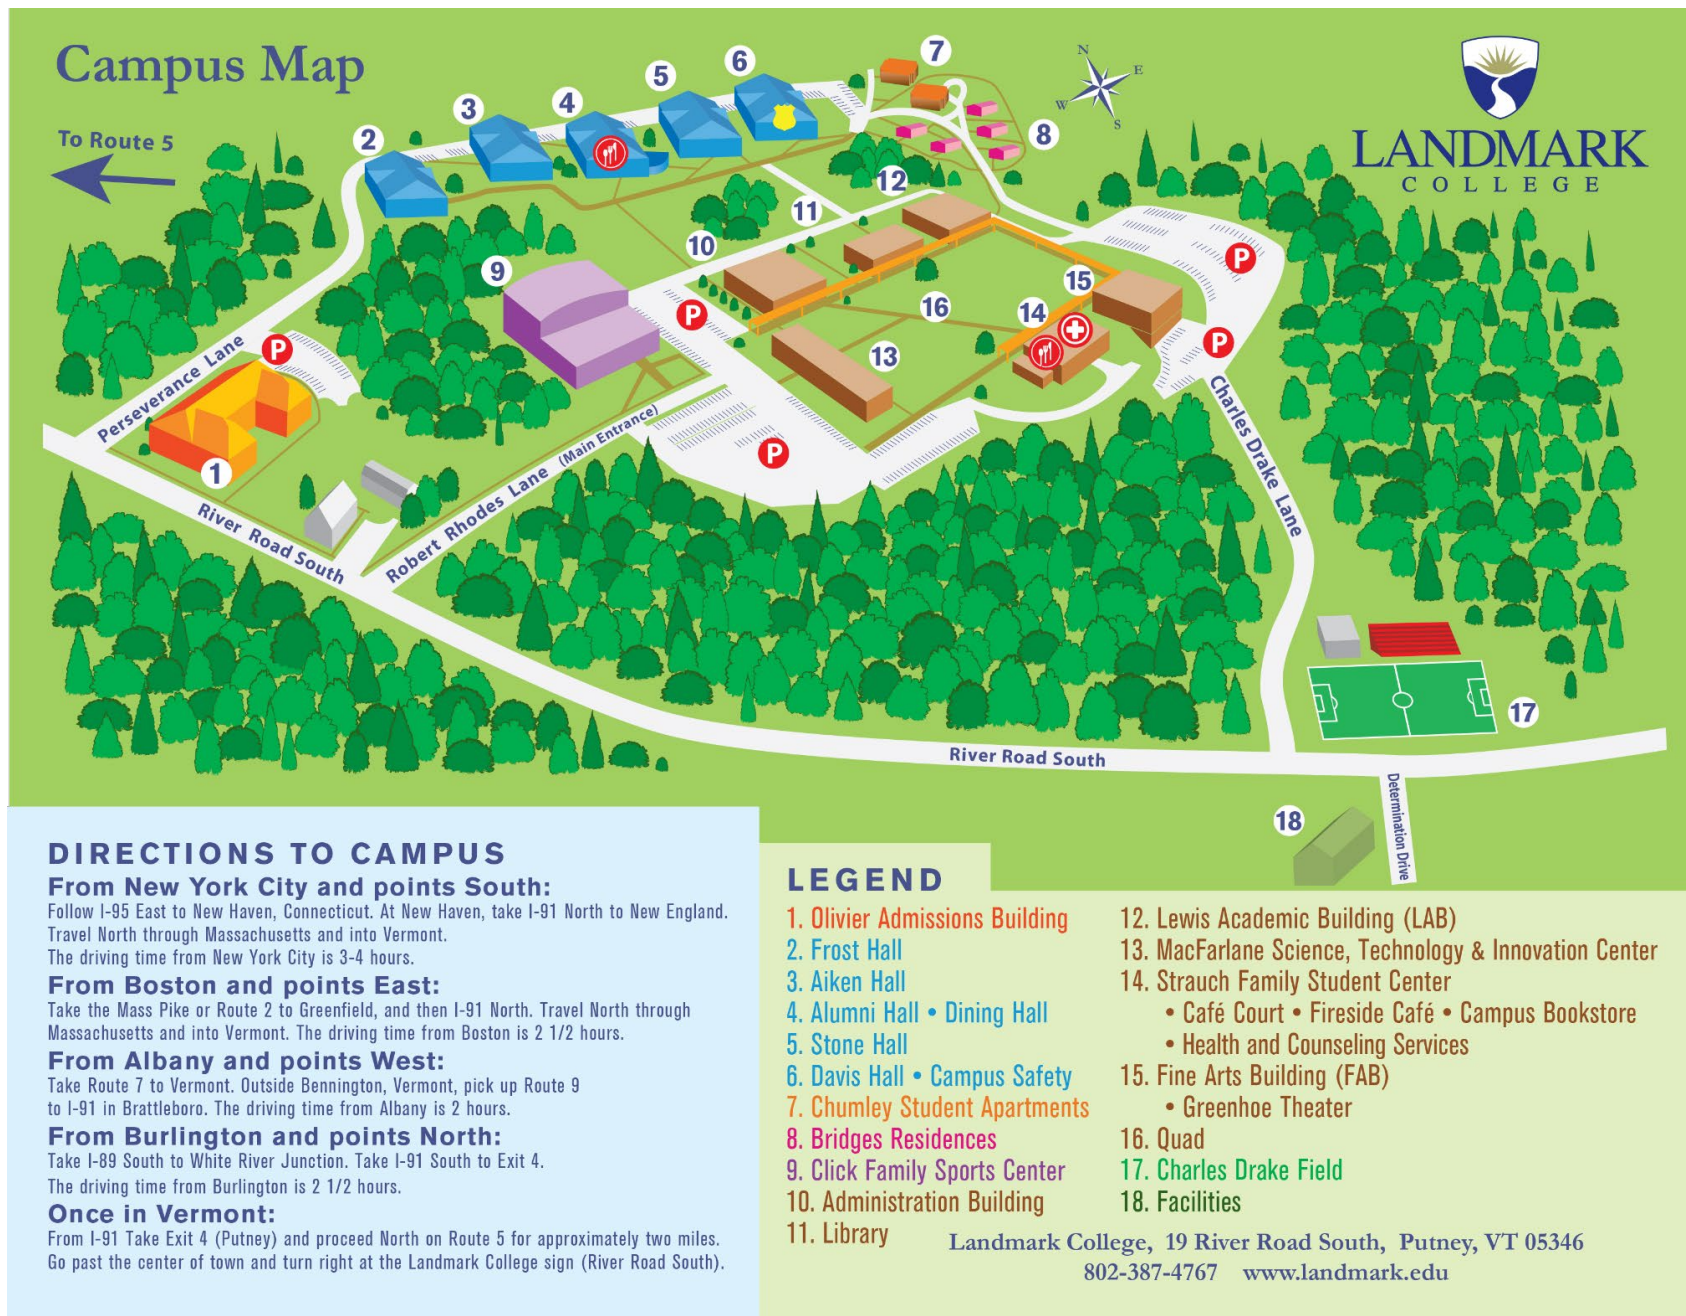 Campus Map
To Route 5
2
3
4
5
6
7
8
N
E
W
S
LANDMARK
COLLEGE
12
11
10
9
15
14
16
13
P
P
P
P
P
1
Perseverance Lane
River Road South
Robert Rhodes Lane (Main Entrance)
Charles Drake Lane
River Road South
17
18
Determination Drive
DIRECTIONS TO CAMPUS
From New York City and points South:
Follow I-95 East to New Haven, Connecticut. At New Haven, take I-91 North to New England.
Travel North through Massachusetts and into Vermont.
The driving time from New York City is 3-4 hours.
From Boston and points East:
Take the Mass Pike or Route 2 to Greenfield, and then I-91 North. Travel North through
Massachusetts and into Vermont. The driving time from Boston is 2 1/2 hours.
From Albany and points West:
Take Route 7 to Vermont. Outside Bennington, Vermont, pick up Route 9
to I-91 in Brattleboro. The driving time from Albany is 2 hours.
From Burlington and points North:
Take I-89 South to White River Junction. Take I-91 South to Exit 4.
The driving time from Burlington is 2 1/2 hours.
Once in Vermont:
From I-91 Take Exit 4 (Putney) and proceed North on Route 5 for approximately two miles.
Go past the center of town and turn right at the Landmark College sign (River Road South).
LEGEND
1. Olivier Admissions Building
2. Frost Hall
3. Aiken Hall
4. Alumni Hall • Dining Hall
5. Stone Hall
6. Davis Hall • Campus Safety
7. Chumley Student Apartments
8. Bridges Residences
9. Click Family Sports Center
10. Administration Building
11. Library
12. Lewis Academic Building (LAB)
13. MacFarlane Science, Technology & Innovation Center
14. Strauch Family Student Center
• Café Court • Fireside Café • Campus Bookstore
• Health and Counseling Services
15. Fine Arts Building (FAB)
• Greenhoe Theater
16. Quad
17. Charles Drake Field
18. Facilities
Landmark College, 19 River Road South, Putney, VT 05346
802-387-4767 www.landmark.edu